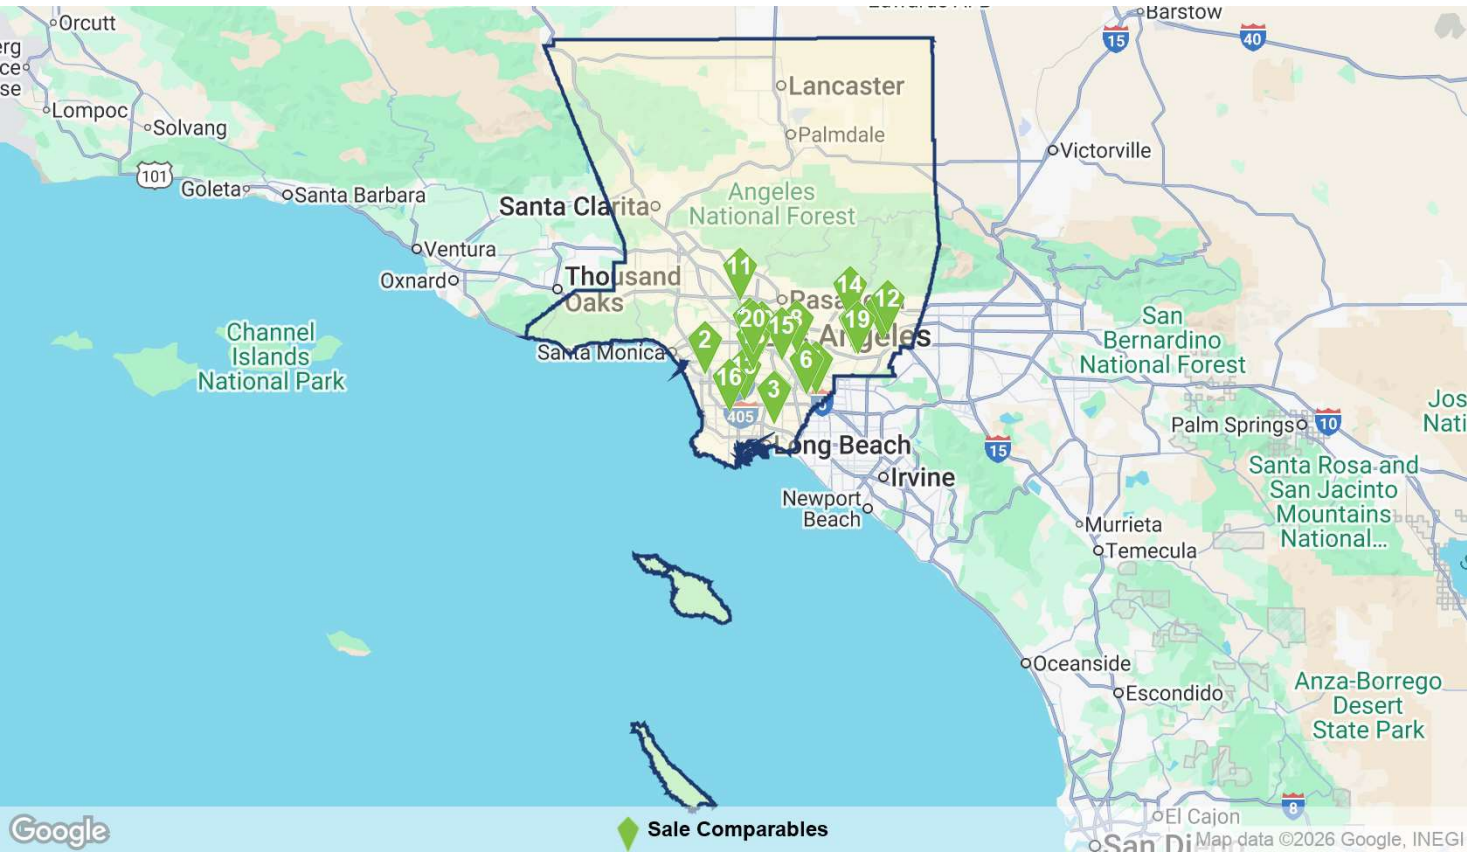 Orcutt
Barstow
15
40
Lompoc
Solvang
Lancaster
Palmdale
Victorville
101
Goleta
Santa Barbara
Santa Clarita
Angeles
National Forest
Ventura
Oxnard
Thousand
Oaks
11
14
12
Channel
Islands
National Park
Santa Monica
2
20
15
19
Angeles
San
Bernardino
National Forest
16
6
3
405
5
Long Beach
Irvine
Newport
Beach
15
Palm Springs
10
Jos
Nati
Santa Rosa and
San Jacinto
Mountains
National...
Murrieta
Temecula
Oceanside
Escondido
Anza-Borrego
Desert
State Park
8
El Cajon
Google
Sale Comparables
Map data ©2026 Google, INEGI